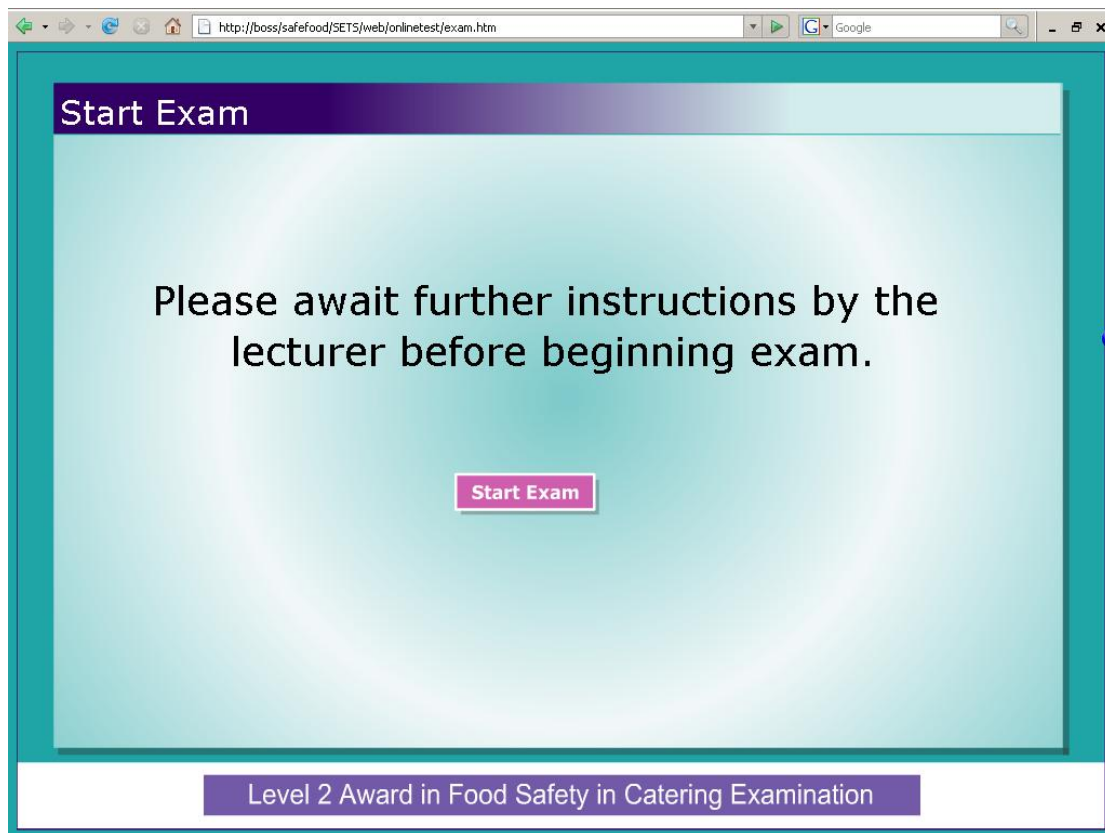 http://boss/safefood/SETS/web/onlinetest/exam.htm
G Google
Start Exam
Please await further instructions by the
lecturer before beginning exam.
Start Exam
Level 2 Award in Food Safety in Catering Examination